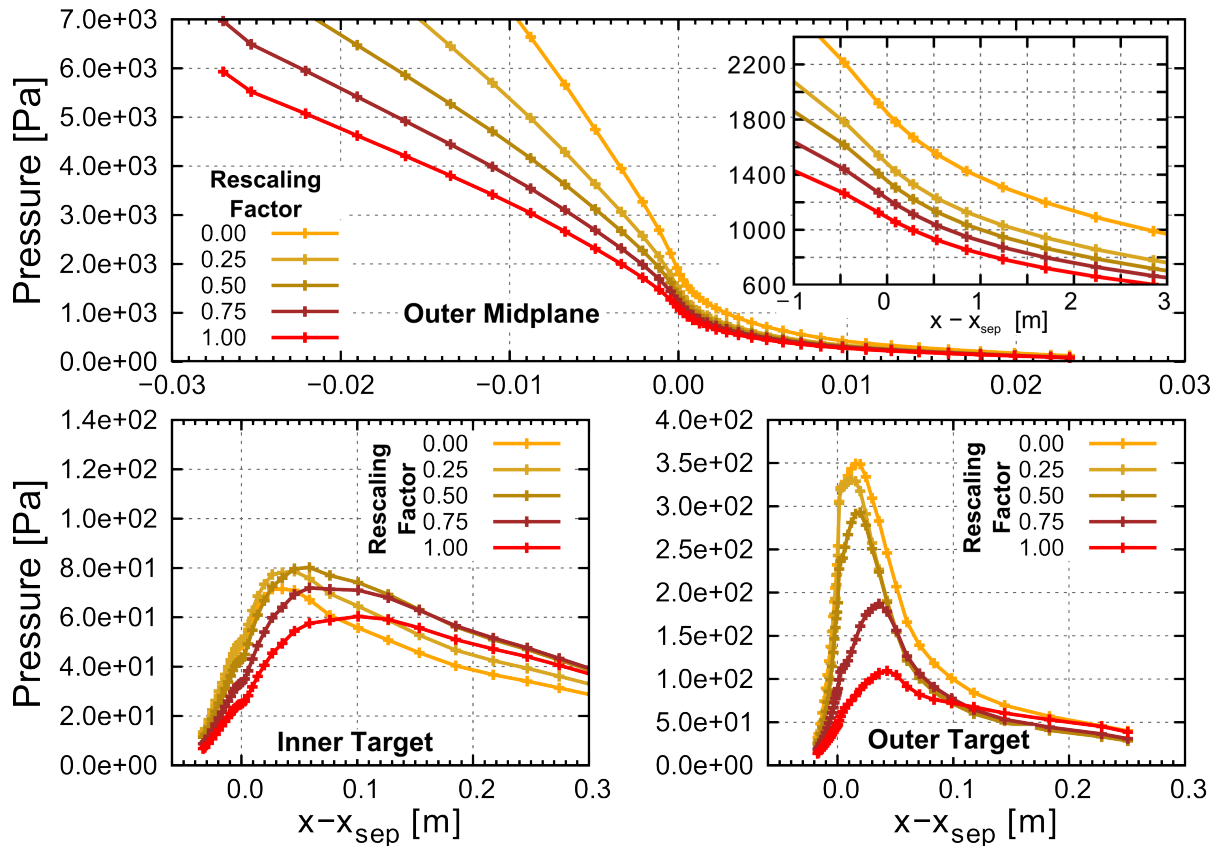 Pressure [Pa]
7.0e+03
6.0e+03
5.0e+03
4.0e+03
3.0e+03
2.0e+03
1.0e+03
0.0e+00
−0.03
−0.02
−0.01
0.00
0.01
0.02
0.03
Rescaling
Factor
0.00
0.25
0.50
0.75
1.00
Outer Midplane
2200
1800
1400
1000
600
−1
0
1
2
3
x − xsep [m]
Pressure [Pa]
1.4e+02
1.2e+02
1.0e+02
8.0e+01
6.0e+01
4.0e+01
2.0e+01
0.0e+00
0.0
0.1
0.2
0.3
x−xsep [m]
Rescaling
Factor
0.00
0.25
0.50
0.75
1.00
Inner Target
4.0e+02
3.5e+02
3.0e+02
2.5e+02
2.0e+02
1.5e+02
1.0e+02
5.0e+01
0.0e+00
0.0
0.1
0.2
0.3
x−xsep [m]
Rescaling
Factor
0.00
0.25
0.50
0.75
1.00
Outer Target